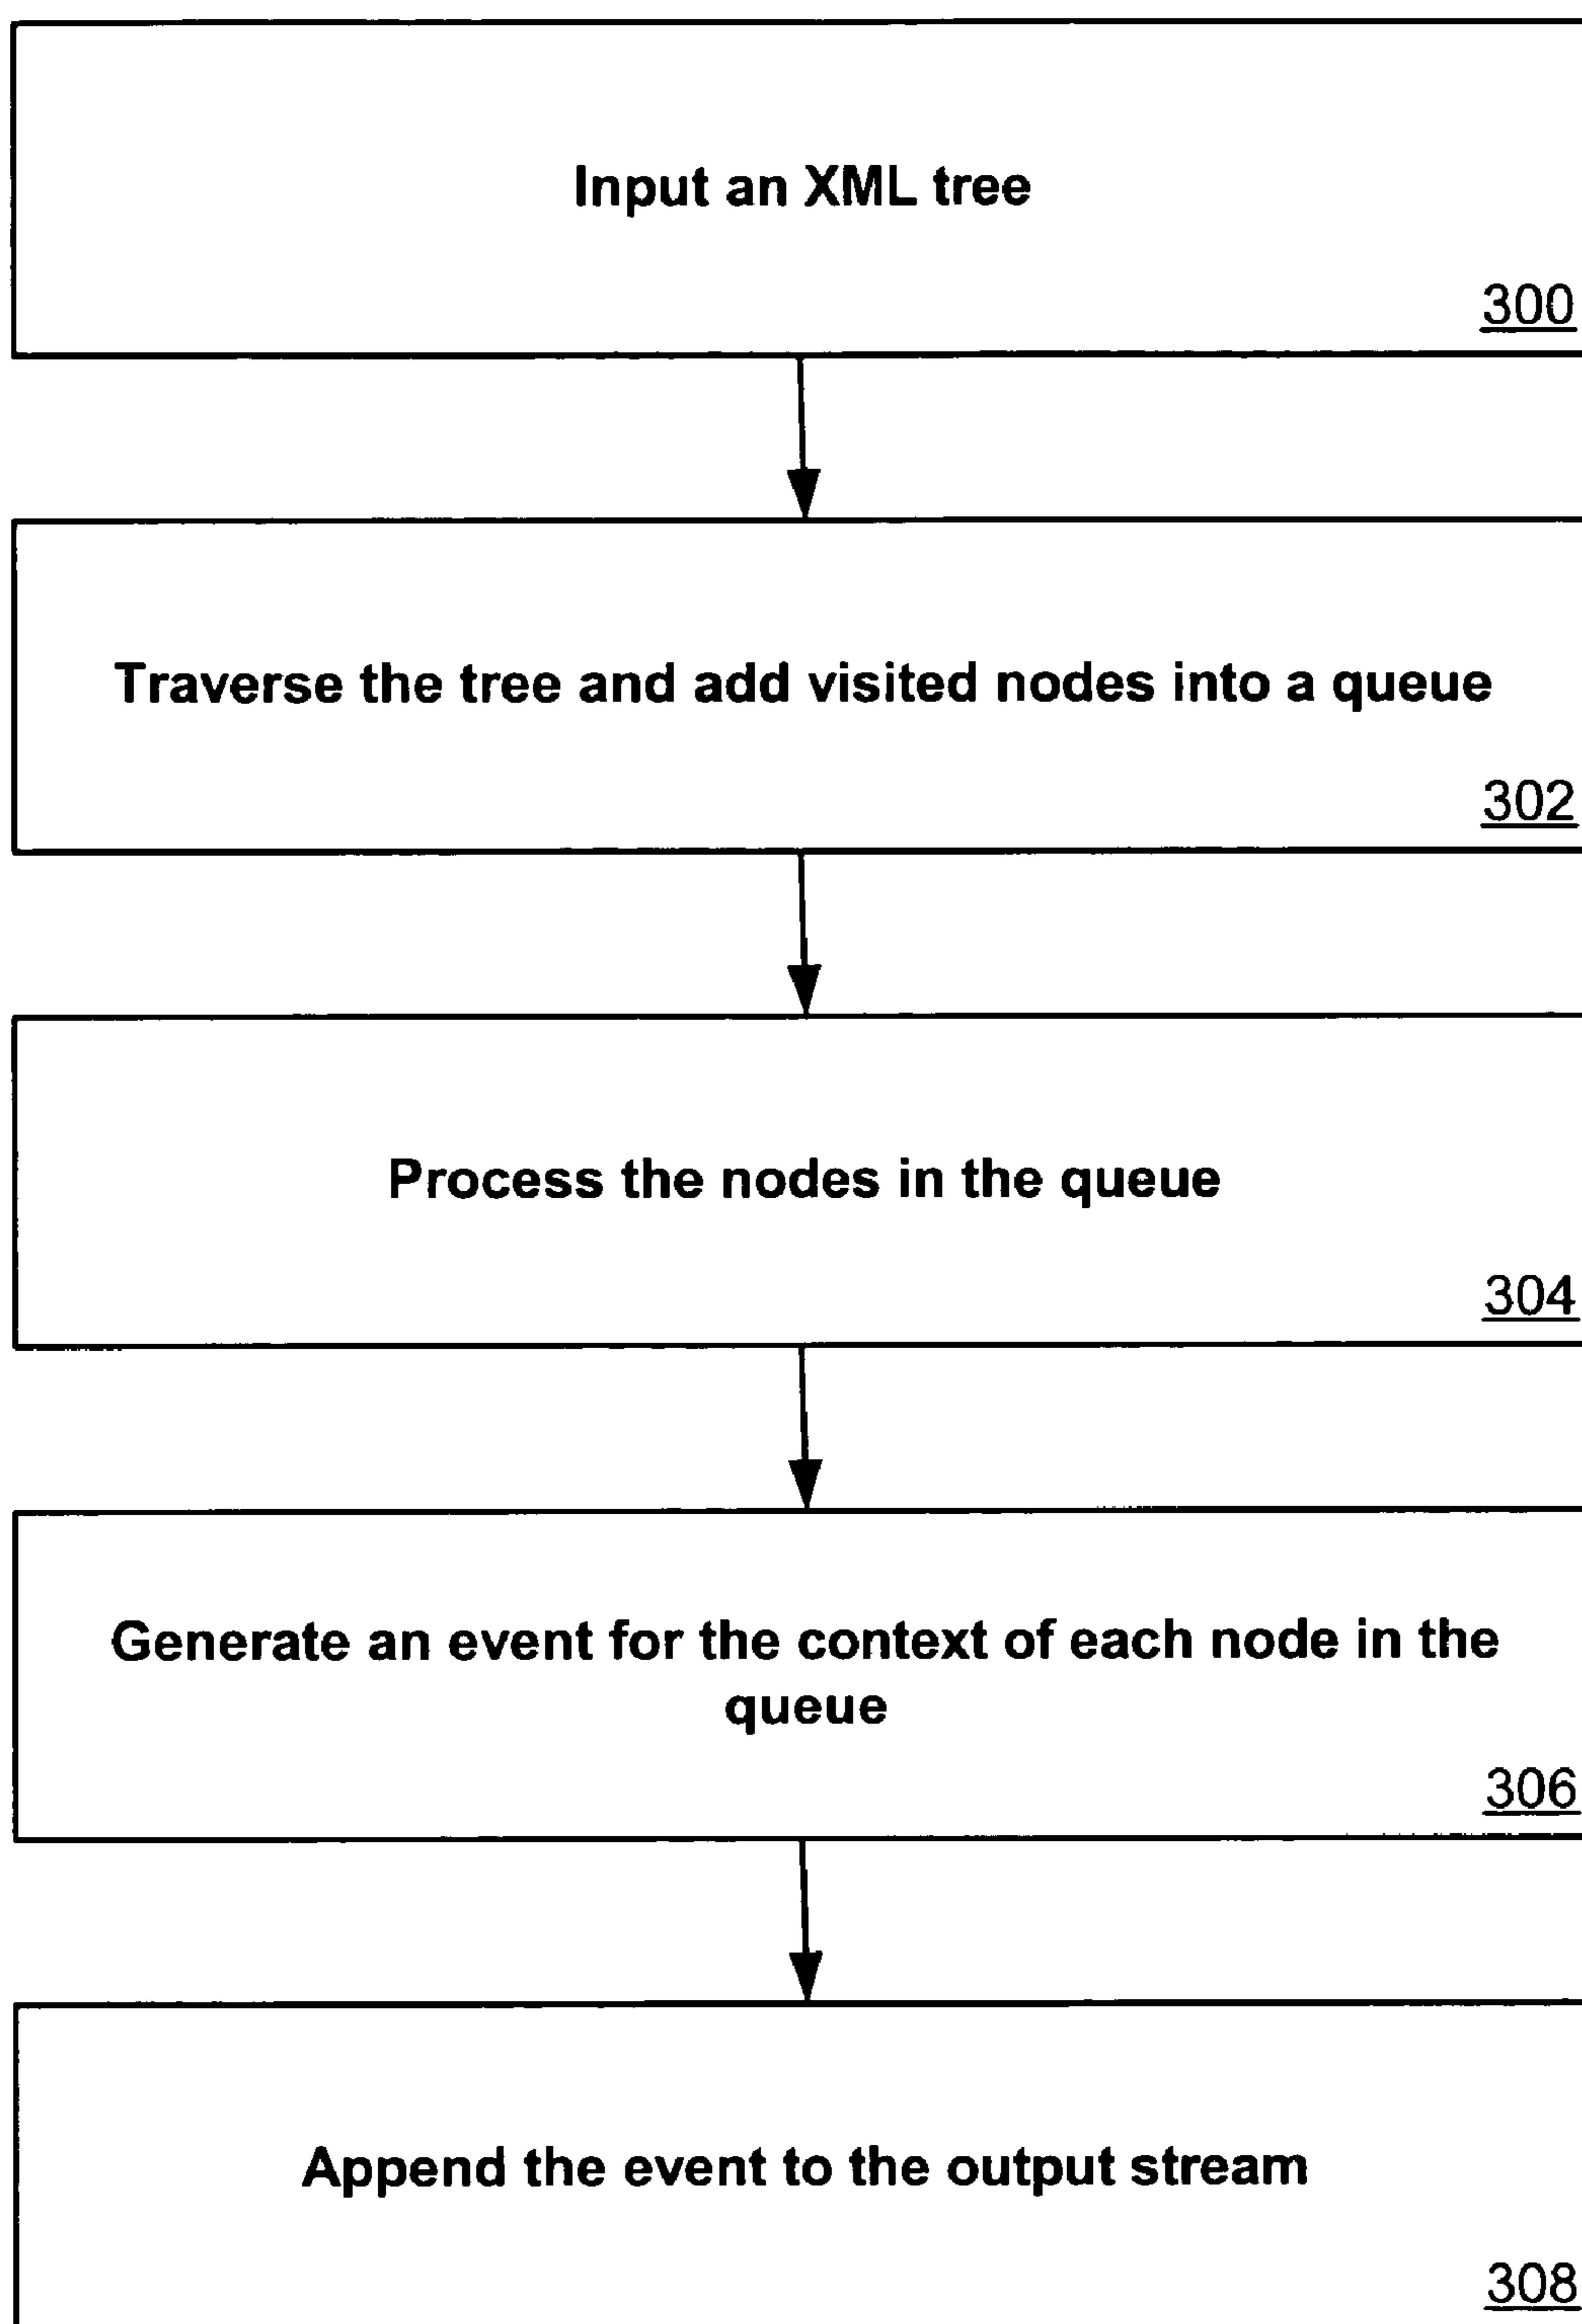 Input an XML tree
300
Traverse the tree and add visited nodes into a queue
302
Process the nodes in the queue
304
Generate an event for the context of each node in the
queue
306
Append the event to the output stream
308